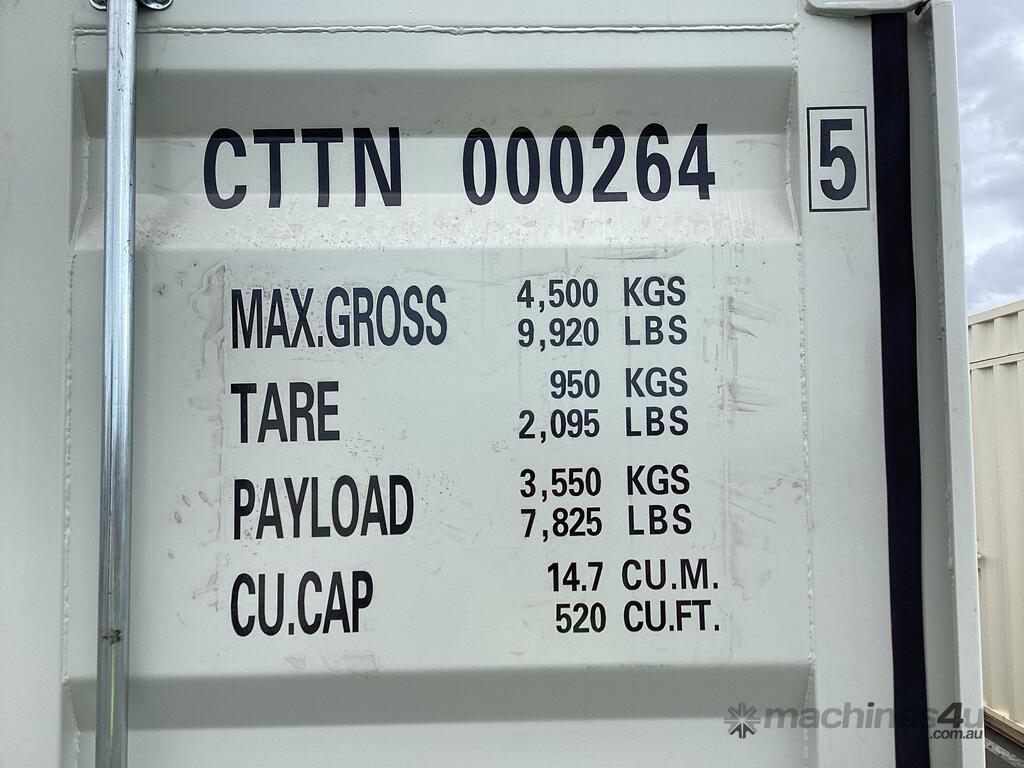 CTTN 000264 5
MAX.GROSS 4,500 KGS
9,920 LBS
TARE 950 KGS
2,095 LBS
PAYLOAD 3,550 KGS
7,825 LBS
CU.CAP 14.7 CU.M.
520 CU.FT.
machines4u
.com.au